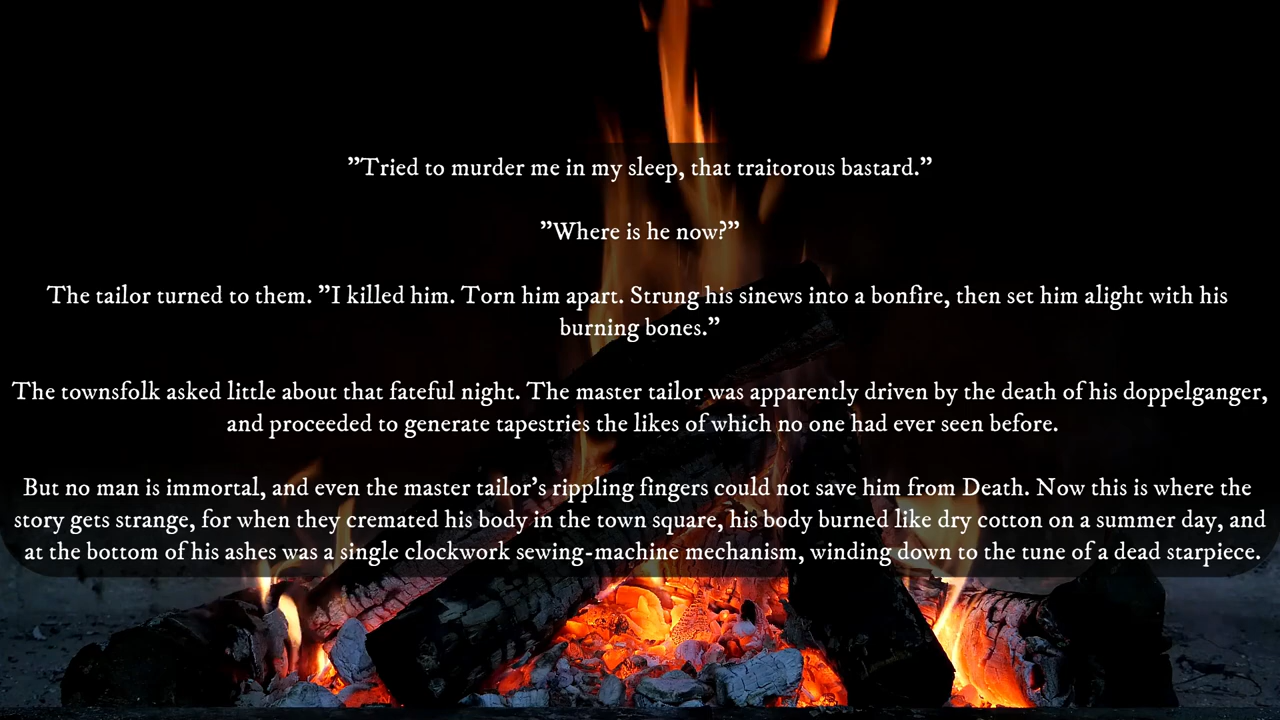 ”Tried to murder me in my sleep, that traitorous bastard.”
”Where is he now?”
The tailor turned to them. ”I killed him. Torn him apart. Strung his sinews into a bonfire, then set him alight with his
burning bones.”
The townsfolk asked little about that fateful night. The master tailor was apparently driven by the death of his doppelganger,
and proceeded to generate tapestries the likes of which no one had ever seen before.
But no man is immortal, and even the master tailor’s rippling fingers could not save him from Death. Now this is where the
story gets strange, for when they cremated his body in the town square, his body burned like dry cotton on a summer day, and
at the bottom of his ashes was a single clockwork sewing-machine mechanism, winding down to the tune of a dead starpiece.